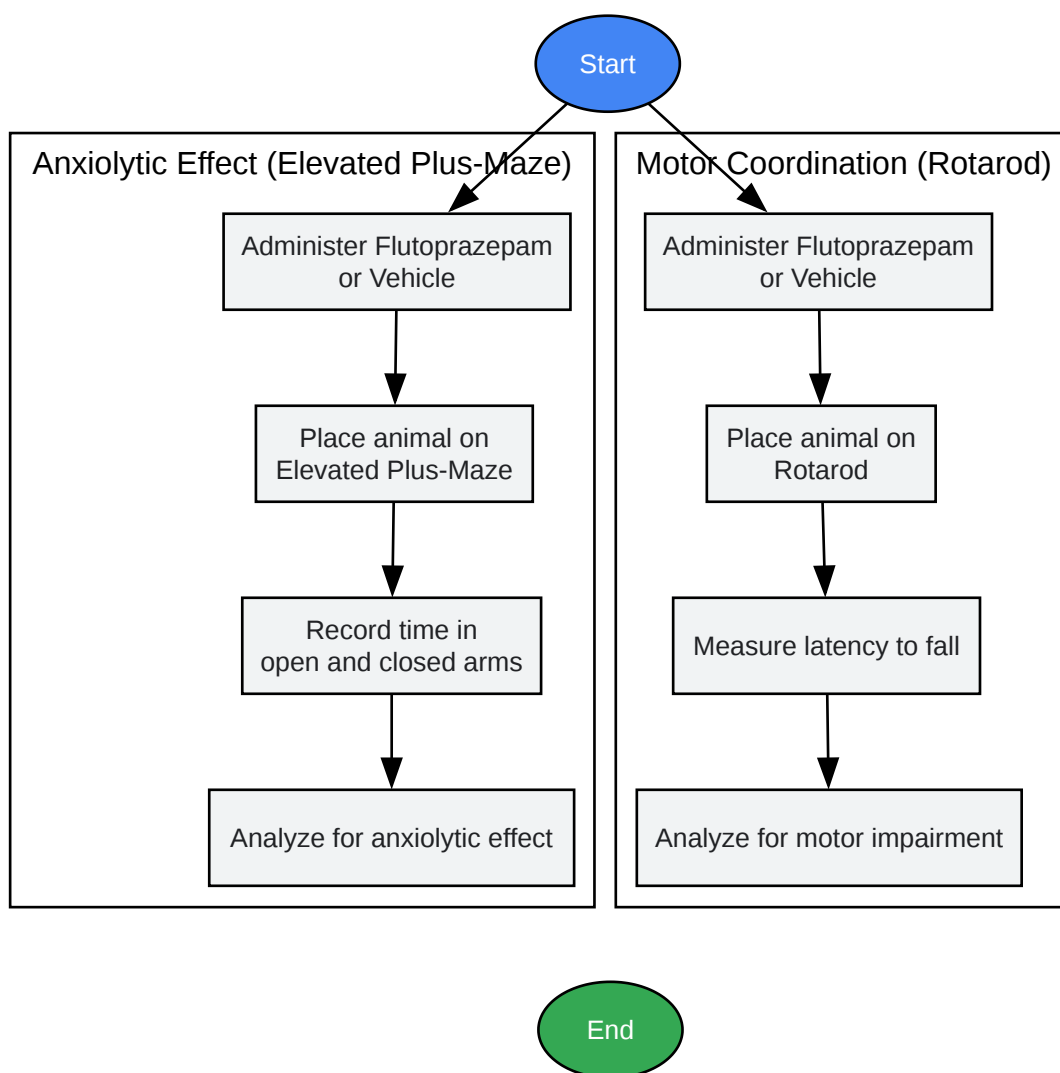 Start
Anxiolytic Effect (Elevated Plus-Maze)
Administer Flutoprazepam
or Vehicle
Place animal on
Elevated Plus-Maze
Record time in
open and closed arms
Analyze for anxiolytic effect
Motor Coordination (Rotarod)
Administer Flutoprazepam
or Vehicle
Place animal on
Rotarod
Measure latency to fall
Analyze for motor impairment
End